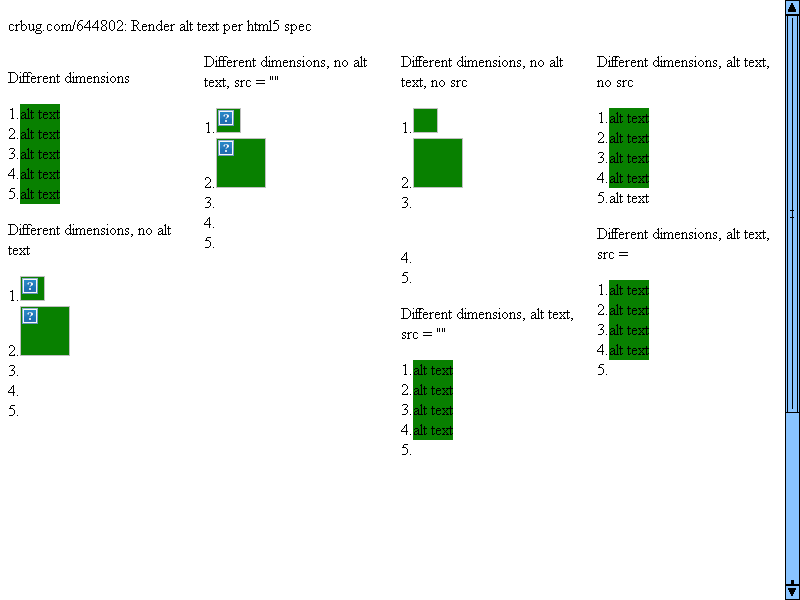 crbug.com/644802: Render alt text per html5 spec
Different dimensions
1. alt text
2. alt text
3. alt text
4. alt text
5. alt text
Different dimensions, no alt
text
1. ?
?
2.
3.
4.
5.
Different dimensions, no alt
text, src = ""
1. ?
?
2.
3.
4.
5.
Different dimensions, no alt
text, no src
1.
2.
3.
4.
5.
Different dimensions, alt text,
src = ""
1. alt text
2. alt text
3. alt text
4. alt text
5.
Different dimensions, alt text,
no src
1. alt text
2. alt text
3. alt text
4. alt text
5. alt text
Different dimensions, alt text,
src =
1. alt text
2. alt text
3. alt text
4. alt text
5.